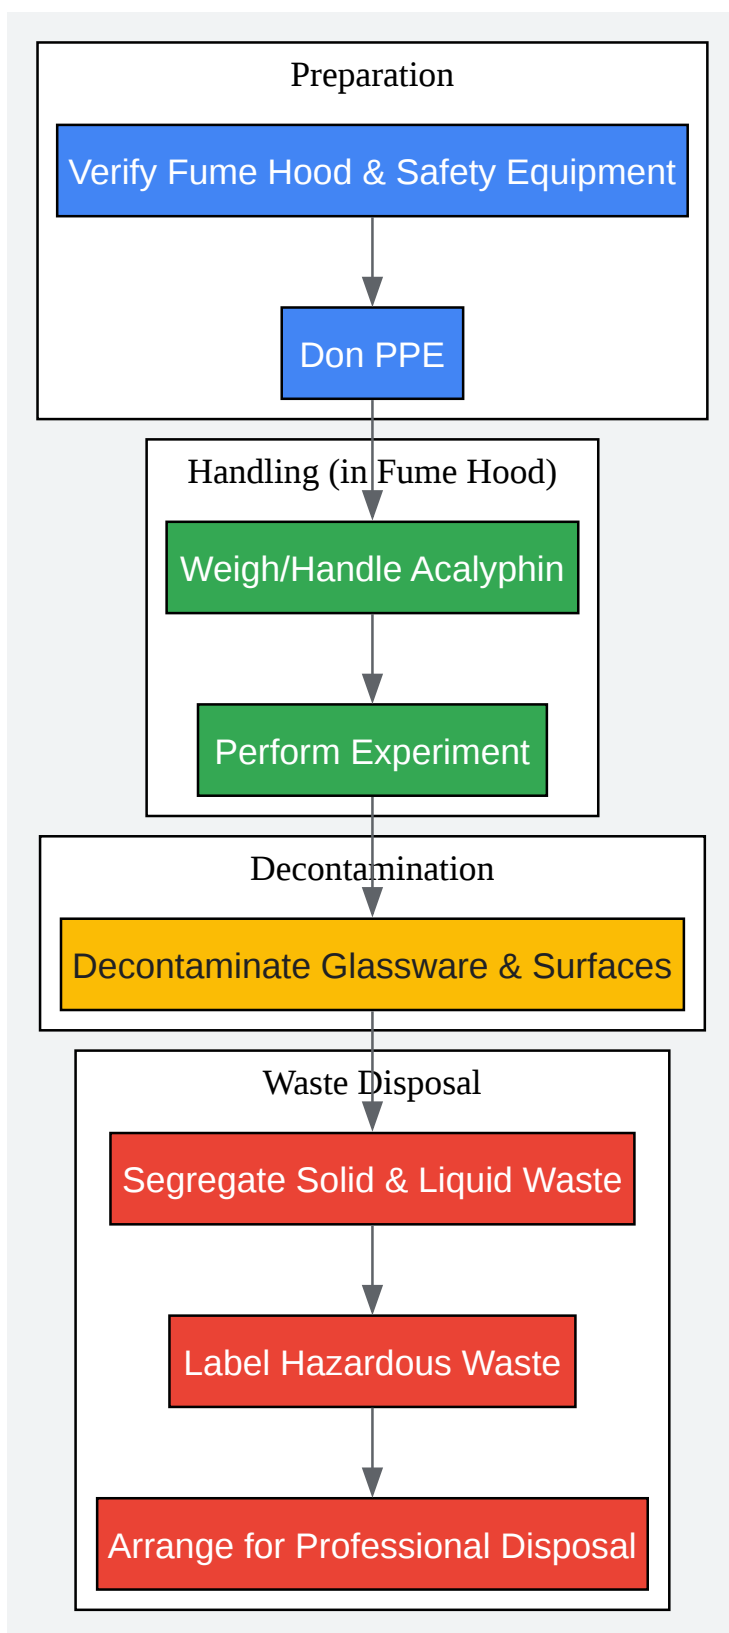 Preparation
Verify Fume Hood & Safety Equipment
Don PPE
Handling (in Fume Hood)
Weigh/Handle Acalyphin
Perform Experiment
Decontamination
Decontaminate Glassware & Surfaces
Waste Disposal
Segregate Solid & Liquid Waste
Label Hazardous Waste
Arrange for Professional Disposal